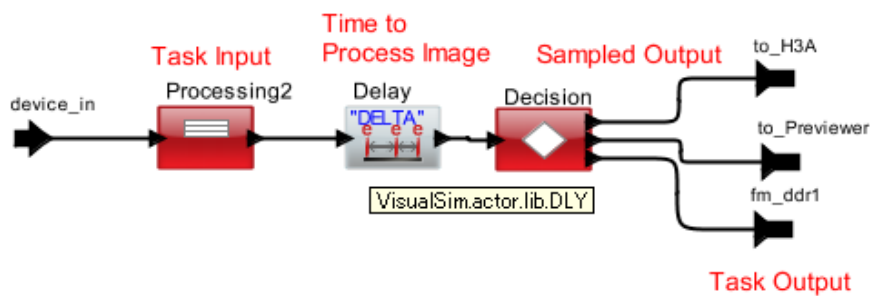 Time to
Process Image
Task Input
Sampled Output
to_H3A
Processing2
Delay
Decision
device_in
"DELTA"
e e e
to_Previewer
VisualSim.actor.lib.DLY
fm_ddr1
Task Output